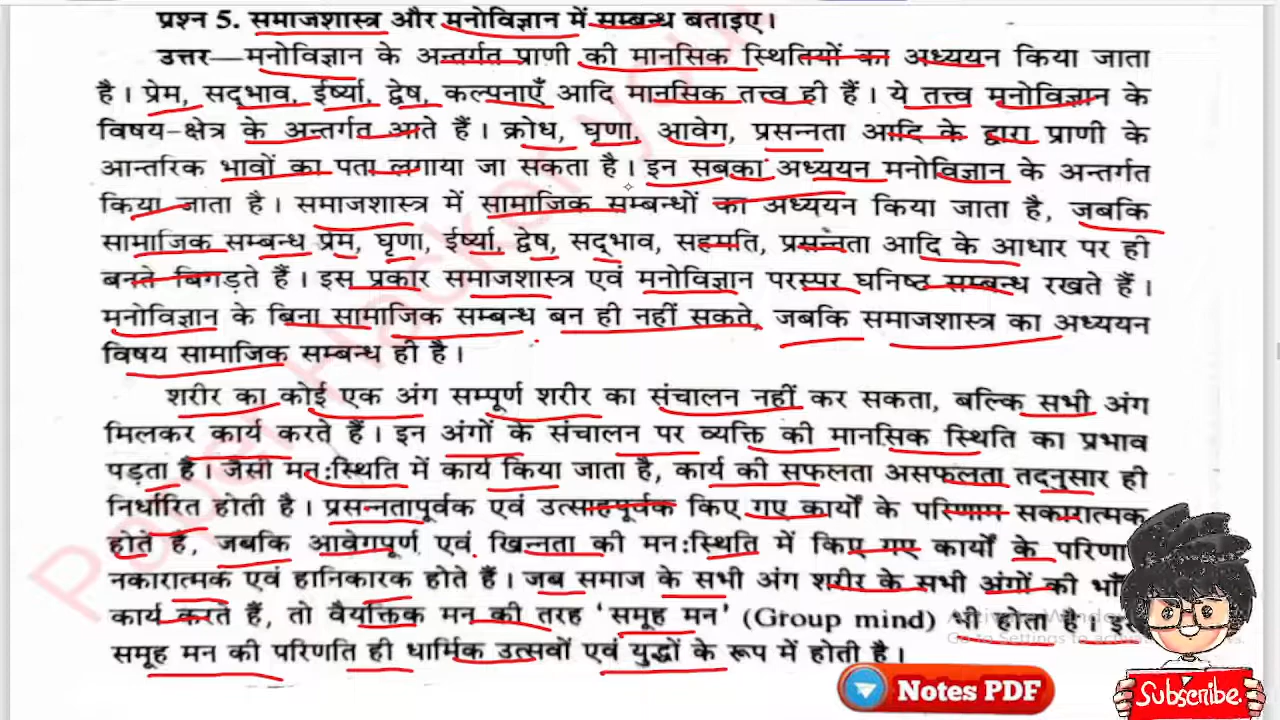 प्रश्न 5. समाजशास्त्र और मनोविज्ञान में सम्बन्ध बताइए।
उत्तर—मनोविज्ञान के अन्तर्गत प्राणी की मानसिक स्थितियों का अध्ययन किया जाता
है। प्रेम, सद्‌भाव, ईर्ष्या, द्वेष, कल्पनाएँ आदि मानसिक तत्त्व ही हैं। ये तत्त्व मनोविज्ञान के
विषय-क्षेत्र के अन्तर्गत आते हैं। क्रोध, घृणा, आवेग, प्रसन्नता आदि के द्वारा प्राणी के
आन्तरिक भावों का पता लगाया जा सकता है। इन सबका अध्ययन मनोविज्ञान के अन्तर्गत
किया जाता है। समाजशास्त्र में सामाजिक सम्बन्धों का अध्ययन किया जाता है, जबकि
सामाजिक सम्बन्ध प्रेम, घृणा, ईर्ष्या, द्वेष, सद्‌भाव, सहमति, प्रसन्नता आदि के आधार पर ही
बनते बिगड़ते हैं। इस प्रकार समाजशास्त्र एवं मनोविज्ञान परस्पर घनिष्ठ सम्बन्ध रखते हैं।
मनोविज्ञान के बिना सामाजिक सम्बन्ध बन ही नहीं सकते, जबकि समाजशास्त्र का अध्ययन
विषय सामाजिक सम्बन्ध ही है।
शरीर का कोई एक अंग सम्पूर्ण शरीर का संचालन नहीं कर सकता, बल्कि सभी अंग
मिलकर कार्य करते हैं। इन अंगों के संचालन पर व्यक्ति की मानसिक स्थिति का प्रभाव
पड़ता है। जैसी मन:स्थिति में कार्य किया जाता है, कार्य की सफलता असफलता तदनुसार ही
निर्धारित होती है। प्रसन्नतापूर्वक एवं उत्साहपूर्वक किए गए कार्यों के परिणाम सकारात्मक
होते हैं, जबकि आवेगपूर्ण एवं खिन्नता की मन:स्थिति में किए गए कार्यों के परिणा
नकारात्मक एवं हानिकारक होते हैं। जब समाज के सभी अंग शरीर के सभी अंगों की भाँ
कार्य करते हैं, तो वैयक्तिक मन की तरह ‘समूह मन’ (Group mind) भी होता है।
समूह मन की परिणति ही धार्मिक उत्सवों एवं युद्धों के रूप में होती है।
Notes PDF
Subscribe.